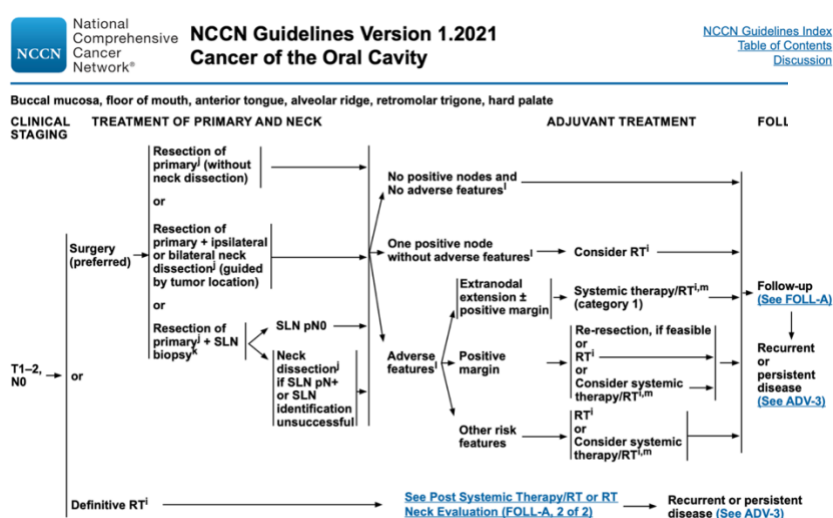 National
Comprehensive
NCCN Cancer
Network®
NCCN Guidelines Version 1.2021
Cancer of the Oral Cavity
NCCN Guidelines Index
Table of Contents
Discussion
Buccal mucosa, floor of mouth, anterior tongue, alveolar ridge, retromolar trigone, hard palate
CLINICAL
STAGING
TREATMENT OF PRIMARY AND NECK
ADJUVANT TREATMENT
FOLL
T1–2,
N0
Surgery
(preferred)
or
Definitive RTⁱ
Resection of
primaryʲ (without
neck dissection)
or
Resection of
primary + ipsilateral
or bilateral neck
dissectionʲ (guided
by tumor location)
or
Resection of
primaryʲ + SLN
biopsyᵏ
SLN pN0
Neck
dissectionʲ
if SLN pN+
or SLN
identification
unsuccessful
No positive nodes and
No adverse featuresˡ
One positive node
without adverse featuresˡ
Consider RTⁱ
Adverse
featuresˡ
Extranodal
extension ±
positive margin
Systemic therapy/RTⁱ,ᵐ
(category 1)
Positive
margin
Re-resection, if feasible
or
RTⁱ
or
Consider systemic
therapy/RTⁱ,ᵐ
Other risk
features
RTⁱ
or
Consider systemic
therapy/RTⁱ,ᵐ
Follow-up
(See FOLL-A)
Recurrent
or
persistent
disease
(See ADV-3)
See Post Systemic Therapy/RT or RT
Neck Evaluation (FOLL-A, 2 of 2)
Recurrent or persistent
disease (See ADV-3)